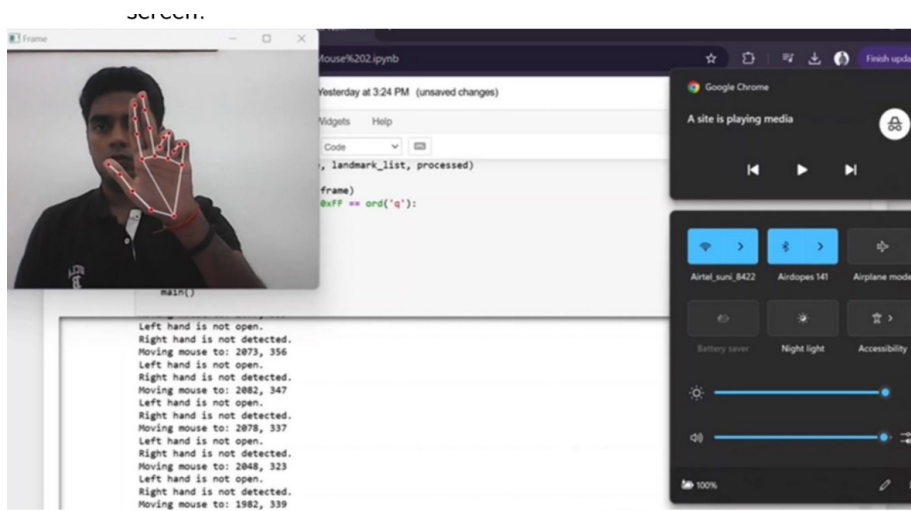 screen.
Frame
Mouse%202.ipynb
Finish upda
Yesterday at 3:24 PM (unsaved changes)
Widgets Help
Code
, landmark_list, processed)
frame)
0xFF == ord('q'):
main()
Left hand is not open.
Right hand is not detected.
Moving mouse to: 2073, 356
Left hand is not open.
Right hand is not detected.
Moving mouse to: 2082, 347
Left hand is not open.
Right hand is not detected.
Moving mouse to: 2078, 337
Left hand is not open.
Right hand is not detected.
Moving mouse to: 2048, 323
Left hand is not open.
Right hand is not detected.
Moving mouse to: 1982, 339
Google Chrome
A site is playing media
Airtel_suni_8422 Airdopes 141 Airplane mode
Battery saver Night light Accessibility
100%